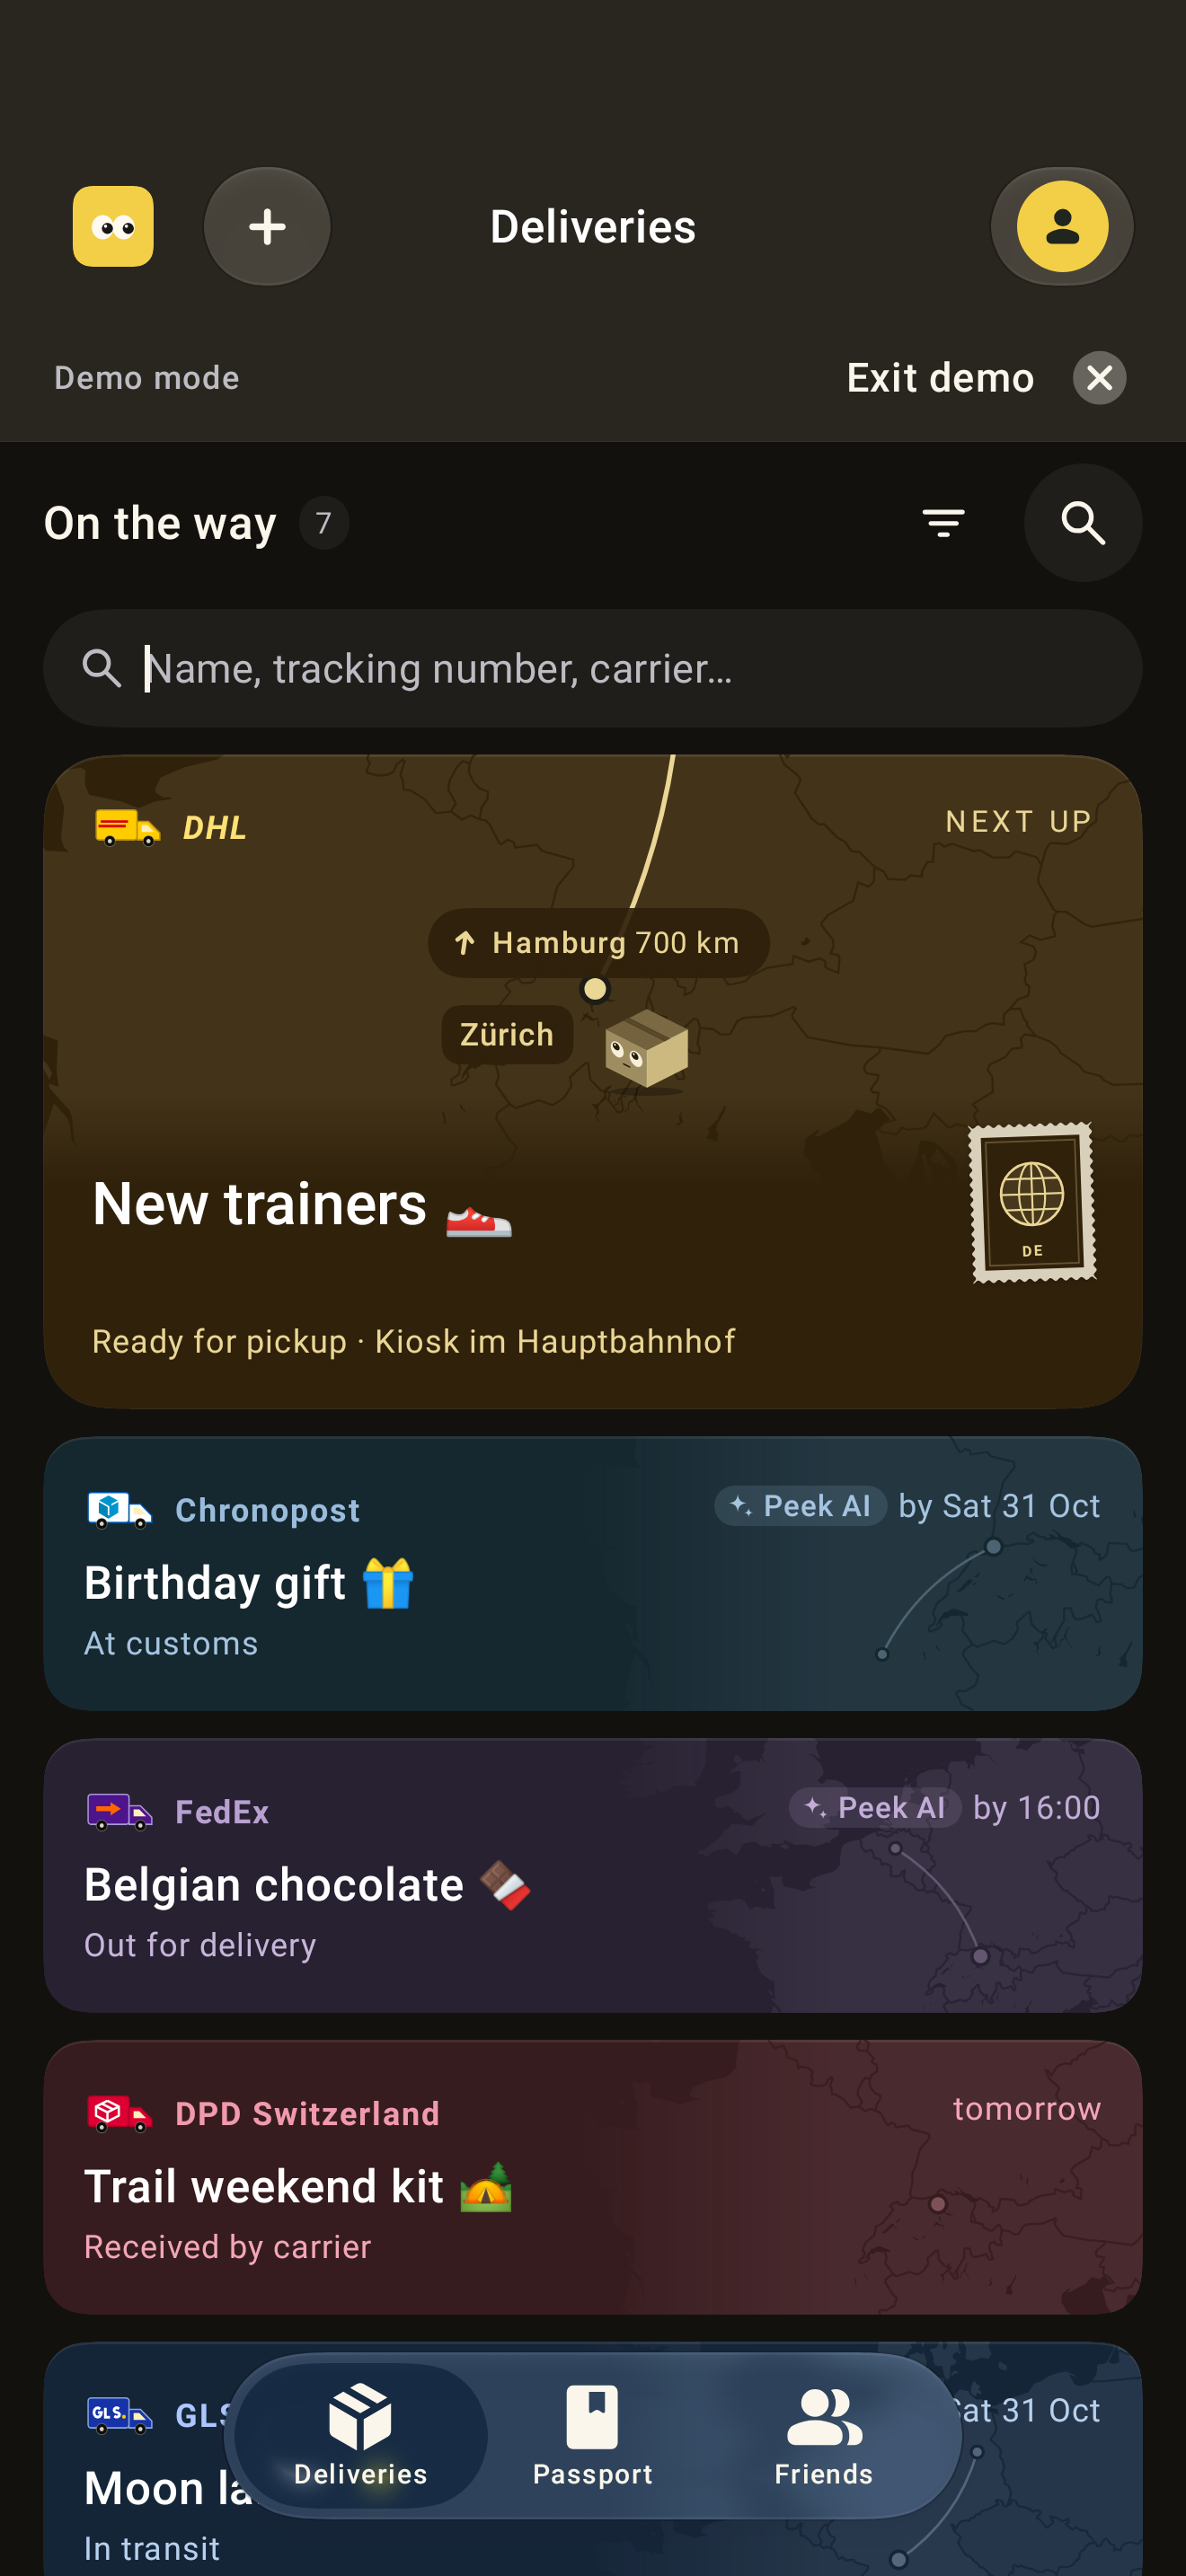 Deliveries
Demo mode
Exit demo
On the way 7
Name, tracking number, carrier...
DHL
NEXT UP
Hamburg 700 km
Zürich
New trainers
DE
Ready for pickup · Kiosk im Hauptbahnhof
Chronopost
Peek AI by Sat 31 Oct
Birthday gift
At customs
FedEx
Peek AI by 16:00
Belgian chocolate
Out for delivery
DPD Switzerland
tomorrow
Trail weekend kit
Received by carrier
GLS.
GLS
Sat 31 Oct
Moon
In transit
Deliveries
Passport
Friends